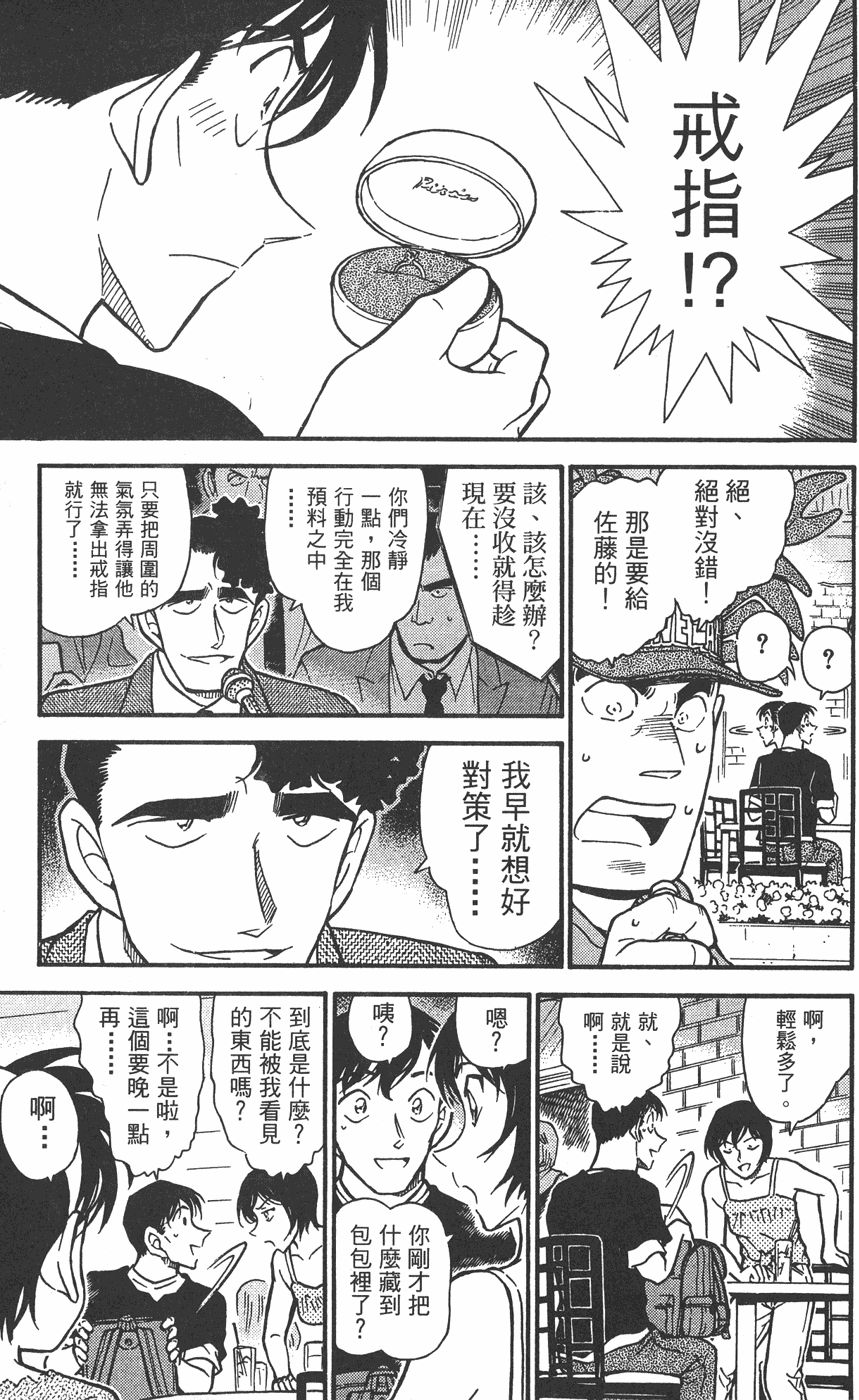 戒指!?
絕、
絕對沒錯!
那是要給
佐藤的!
?
?
該、該怎麼辦?
要沒收就得趁
現在⋯⋯
你們冷靜
一點,那個
行動完全在我
預料之中
⋯⋯
只要把周圍的
氣氛弄得讓他
無法拿出戒指
就行了⋯⋯
我早就想好
對策了⋯⋯
啊,
輕鬆多了。
就、
就是說
啊⋯
嗯?
咦?
你剛才把
什麼藏到
包包裡了?
到底是什麼?
不能被我看見
的東西嗎?
啊⋯不是啦,
這個要晚一點
再⋯⋯
啊⋯